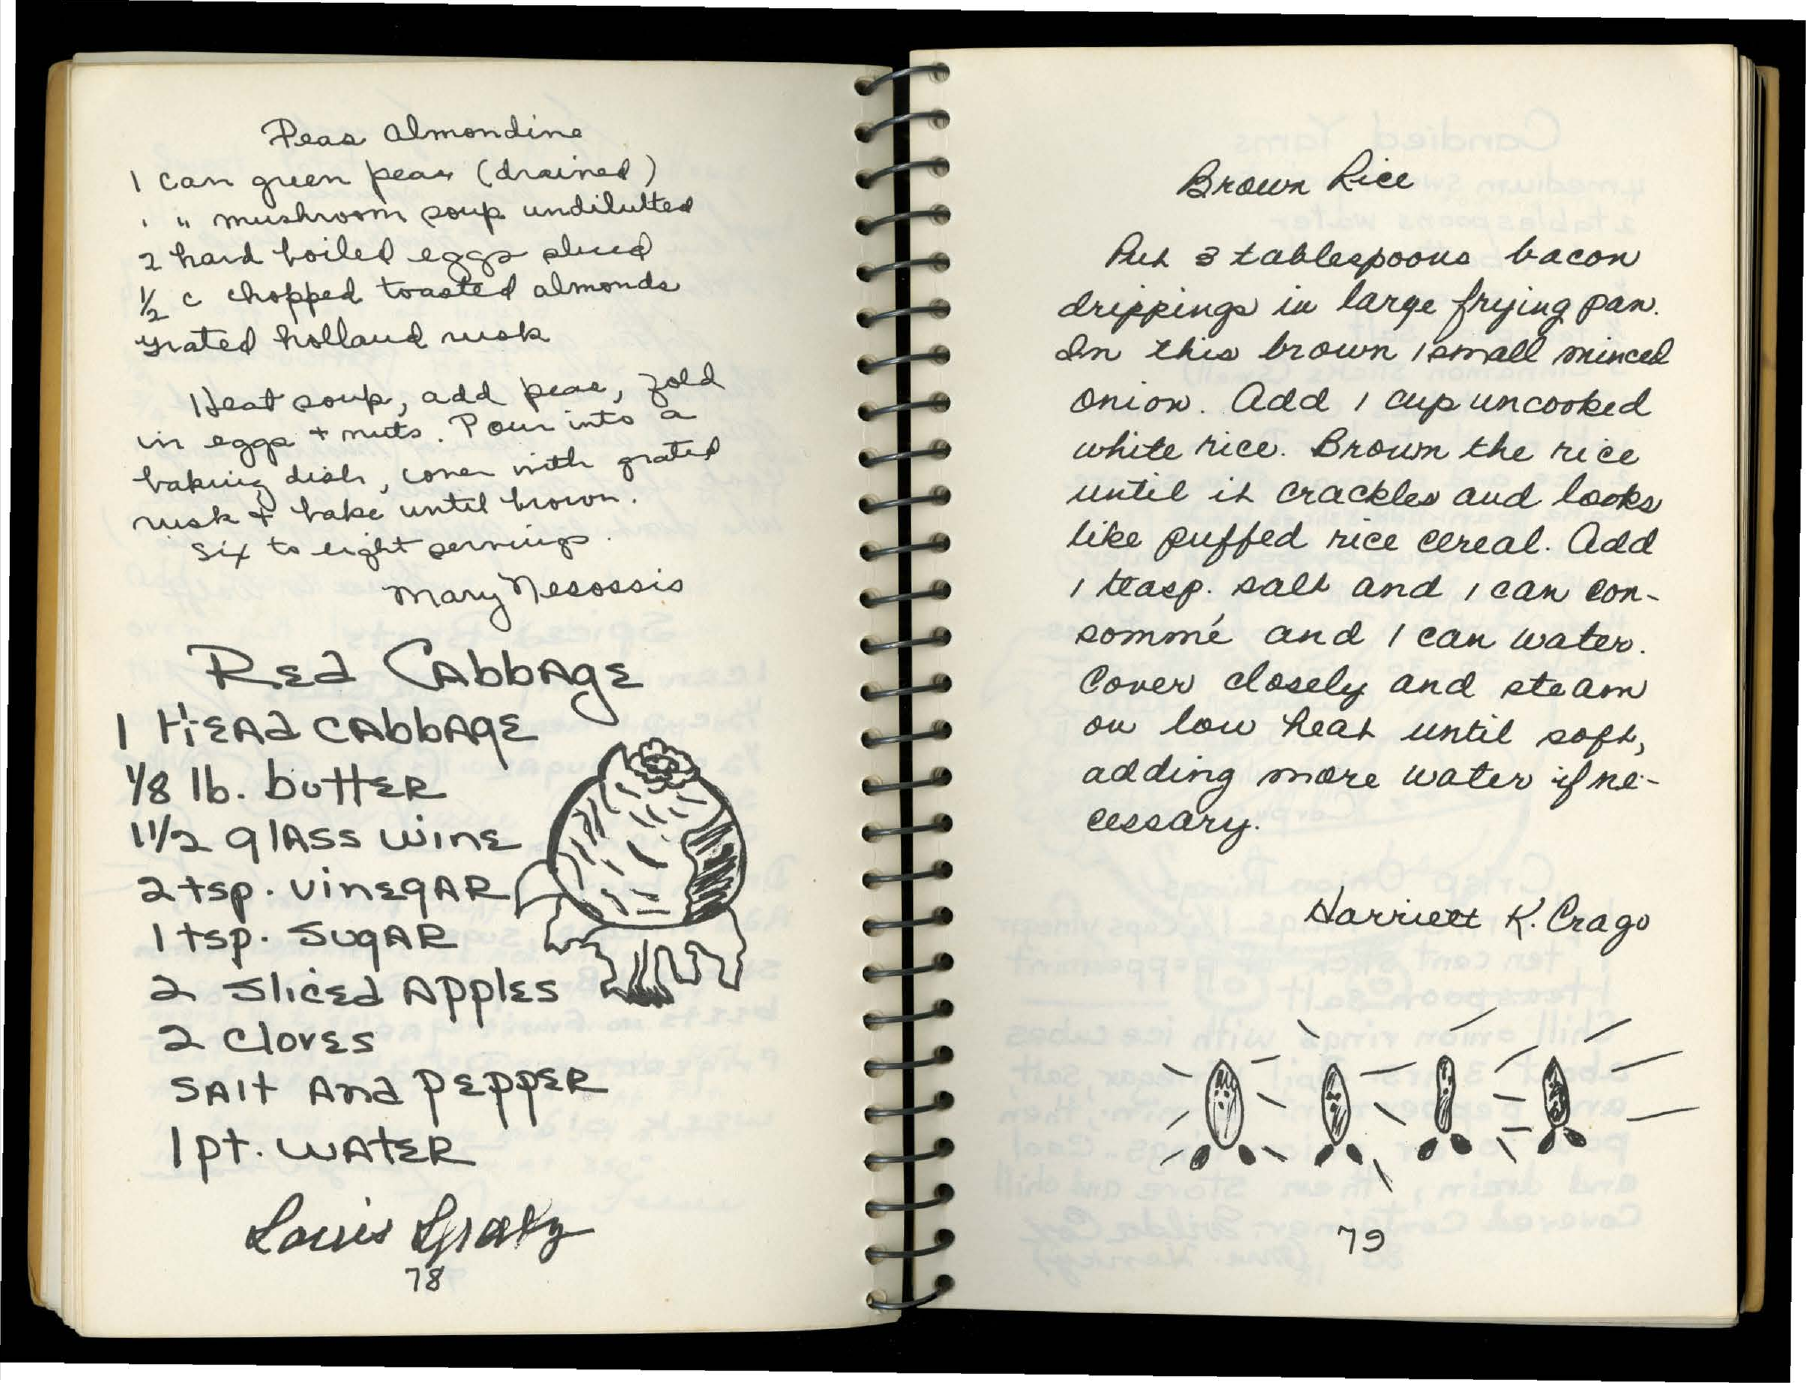 Peas Almondine
1 can green peas (drained)
" " mushroom soup undilutted
2 hard boiled eggs sliced
1/2 c chopped toasted almonds
grated holland rusk
Heat soup, add peas, fold
in eggs + nuts. Pour into a
baking dish, cover with grated
rusk + bake until brown.
Six to eight servings.
Mary Nesossis
Red Cabbage
1 Head cabbage
1/8 lb. butter
1 1/2 glass wine
2 tsp. vinegar
1 tsp. sugar
2 sliced apples
2 cloves
salt and pepper
1 pt. water
Louis Gratz
78
Brown Rice
Put 3 tablespoons bacon
drippings in large frying pan.
In this brown 1 small minced
onion. Add 1 cup uncooked
white rice. Brown the rice
until it crackles and looks
like puffed rice cereal. Add
1 teasp. salt and 1 can con-
sommé and 1 can water.
Cover closely and steam
on low heat until soft,
adding more water if ne-
cessary.
Harriett K. Crago
79